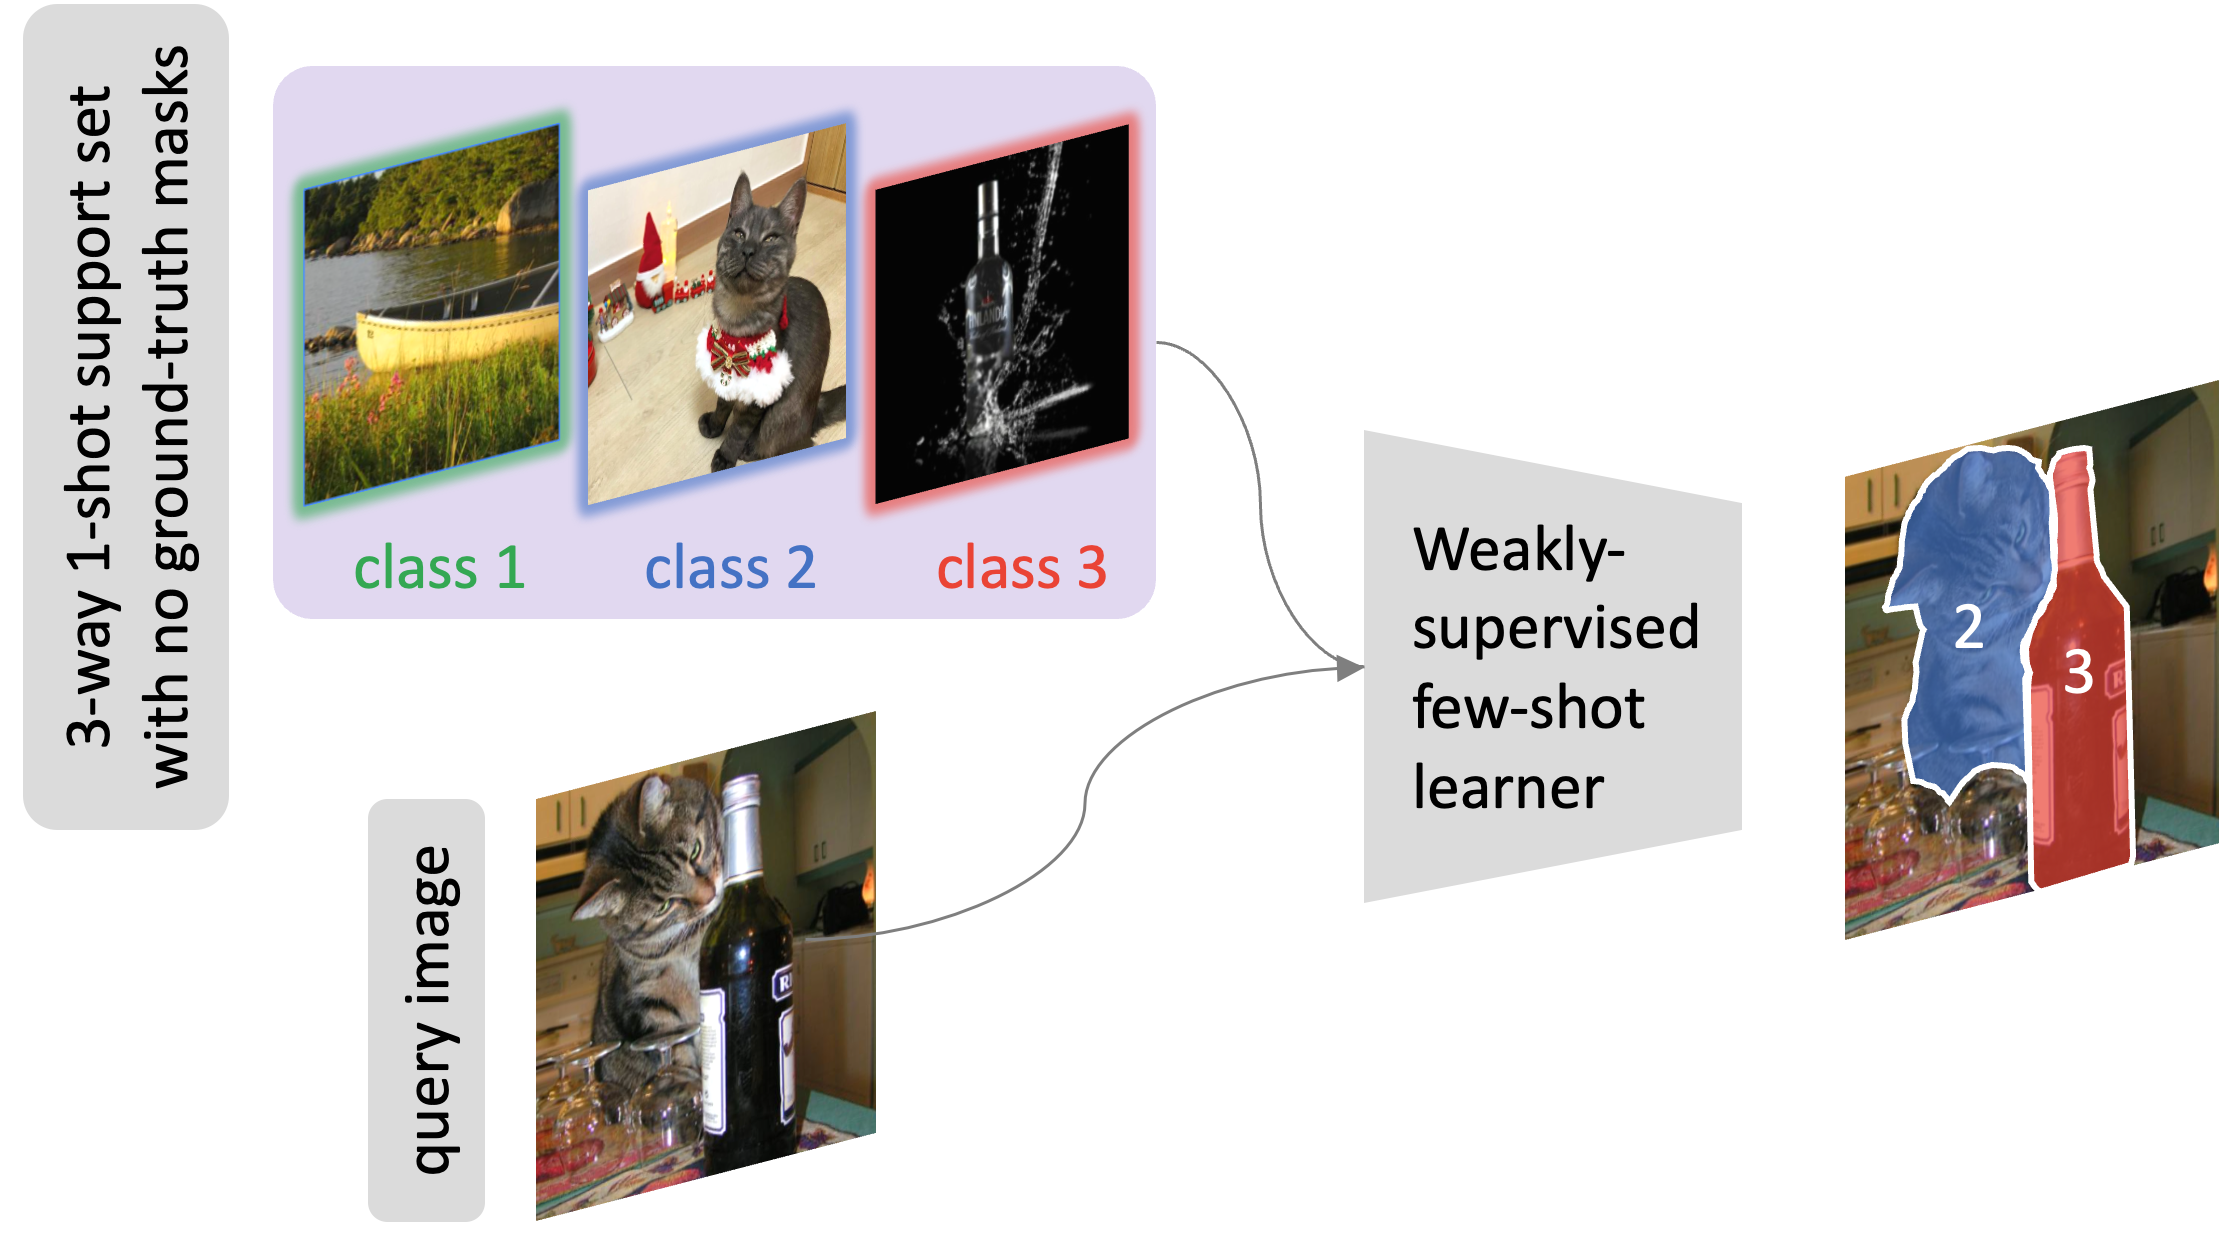 3-way 1-shot support set
with no ground-truth masks
class 1
class 2
class 3
FINLANDIA
query image
Weakly-
supervised
few-shot
learner
2
3